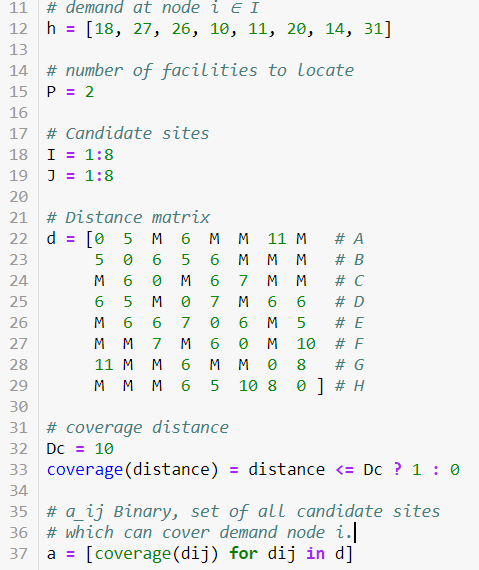 11 # demand at node i ∈ I
12 h = [18, 27, 26, 10, 11, 20, 14, 31]
13
14 # number of facilities to locate
15 P = 2
16
17 # Candidate sites
18 I = 1:8
19 J = 1:8
20
21 # Distance matrix
22 d = [0 5 M 6 M M 11 M # A
23 5 0 6 5 6 M M M # B
24 M 6 0 M 6 7 M M # C
25 6 5 M 0 7 M 6 6 # D
26 M 6 6 7 0 6 M 5 # E
27 M M 7 M 6 0 M 10 # F
28 11 M M 6 M M 0 8 # G
29 M M M 6 5 10 8 0 ] # H
30
31 # coverage distance
32 Dc = 10
33 coverage(distance) = distance <= Dc ? 1 : 0
34
35 # a_ij Binary, set of all candidate sites
36 # which can cover demand node i.
37 a = [coverage(dij) for dij in d]